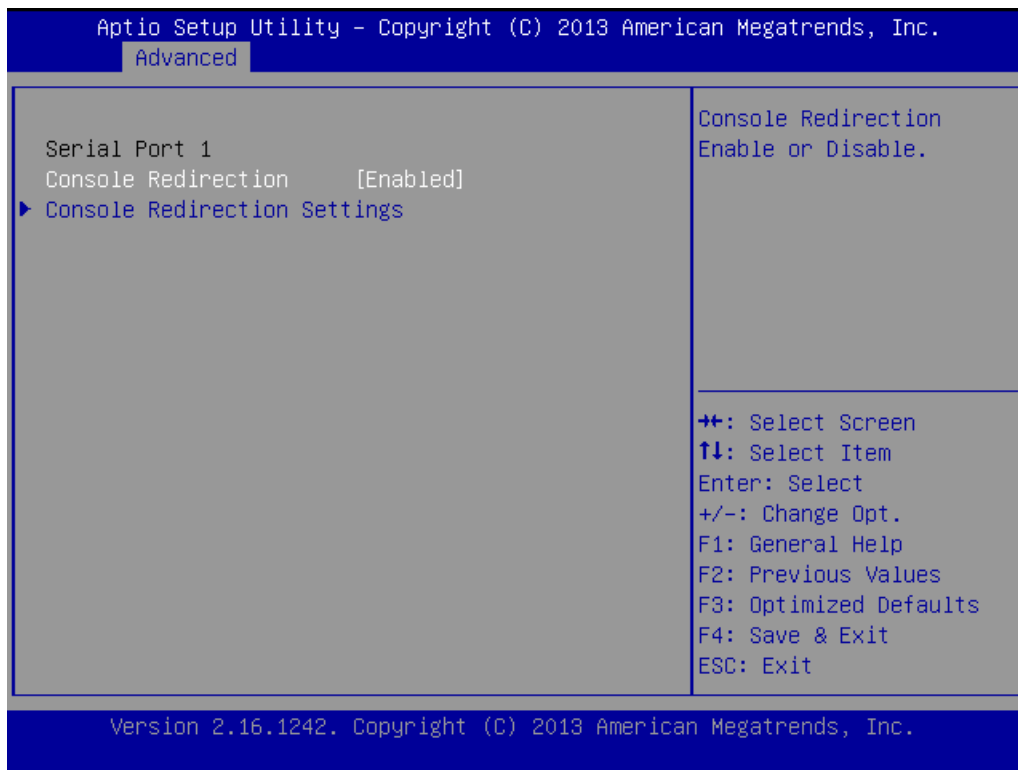 Aptio Setup Utility – Copyright (C) 2013 American Megatrends, Inc.
Advanced
Serial Port 1
Console Redirection [Enabled]
Console Redirection Settings
Console Redirection
Enable or Disable.
→←: Select Screen
↑↓: Select Item
Enter: Select
+/-: Change Opt.
F1: General Help
F2: Previous Values
F3: Optimized Defaults
F4: Save & Exit
ESC: Exit
Version 2.16.1242. Copyright (C) 2013 American Megatrends, Inc.